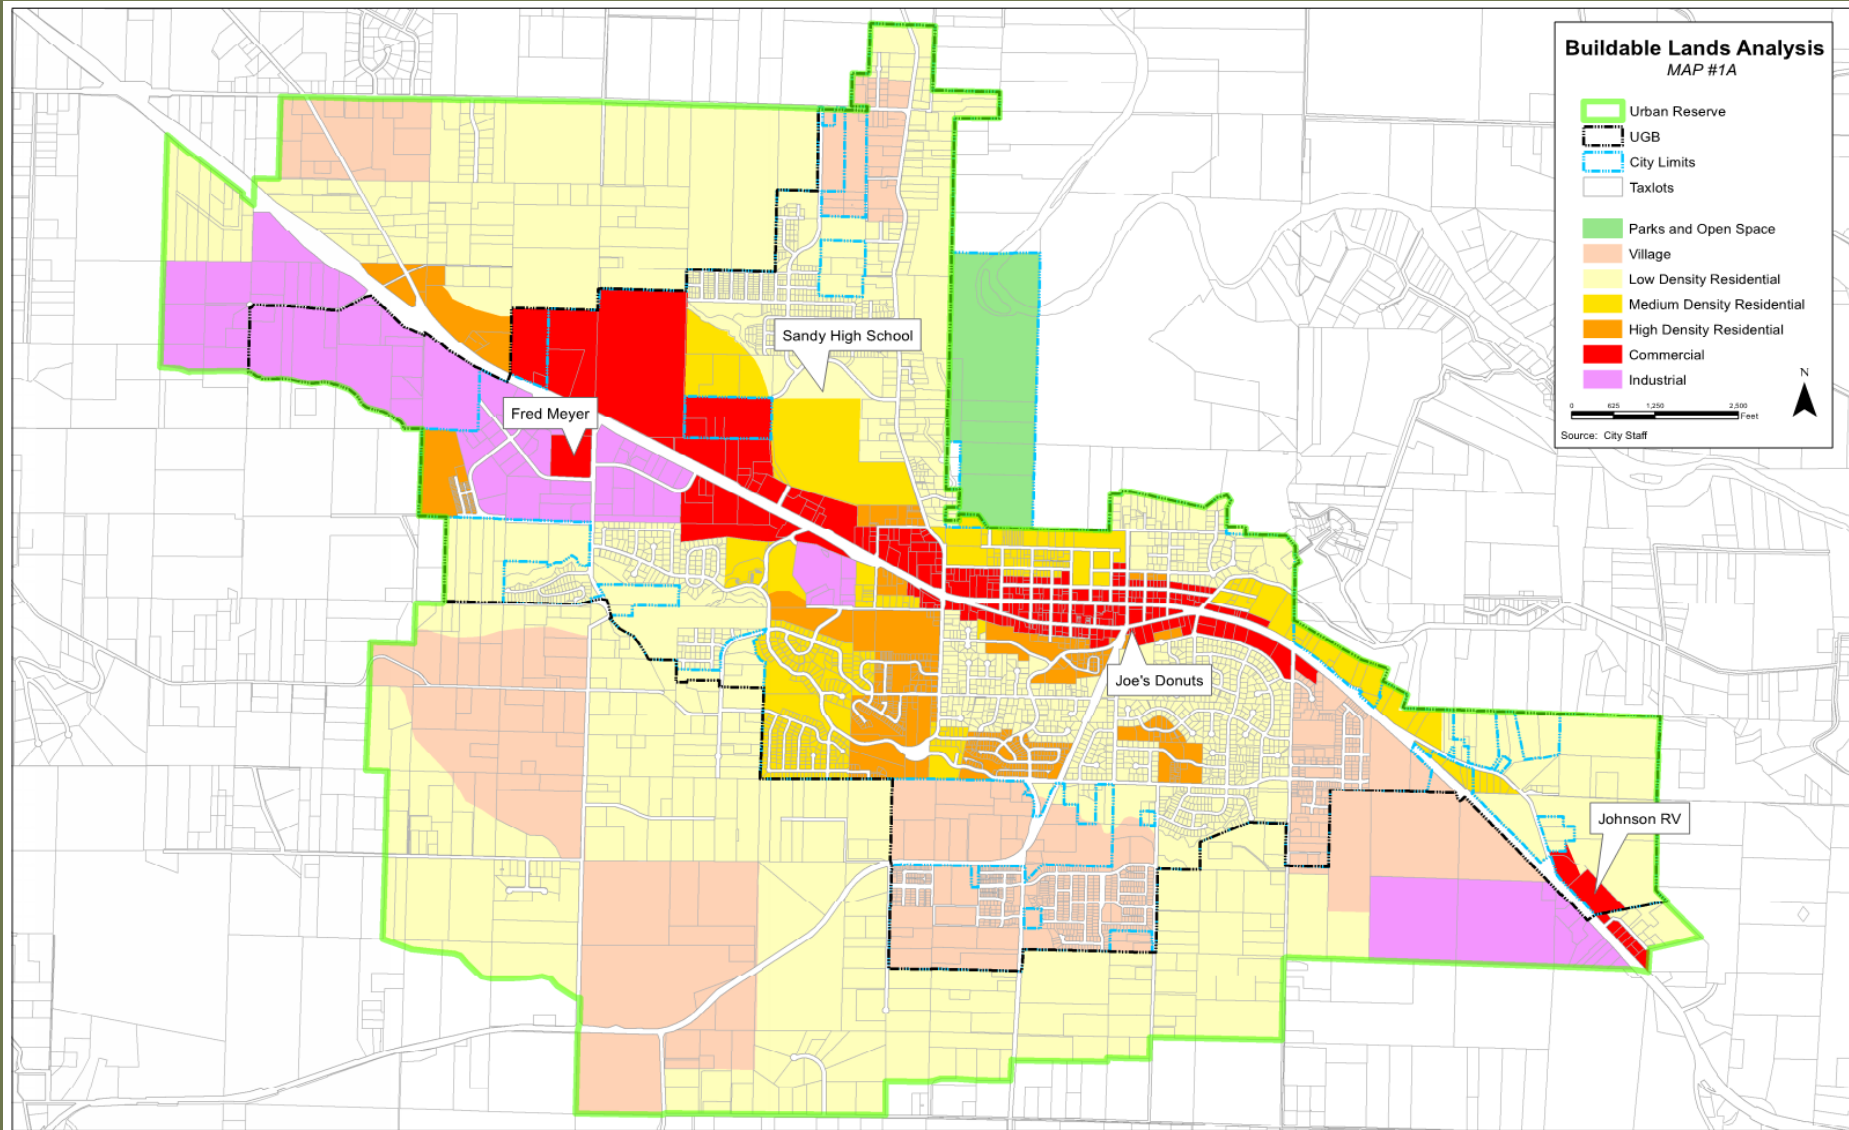 Buildable Lands Analysis
MAP #1A
Urban Reserve
UGB
City Limits
Taxlots
Parks and Open Space
Village
Low Density Residential
Medium Density Residential
High Density Residential
Commercial
Industrial
N
0 625 1,250 2,500
Feet
Source: City Staff
Sandy High School
Fred Meyer
Joe's Donuts
Johnson RV